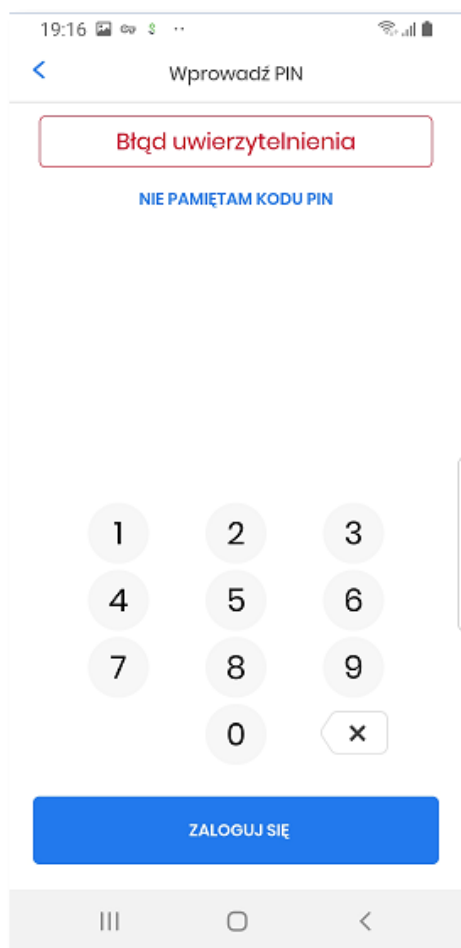 19:16
Wprowadź PIN
Błąd uwierzytelnienia
NIE PAMIĘTAM KODU PIN
1 2 3
4 5 6
7 8 9
0
ZALOGUJ SIĘ